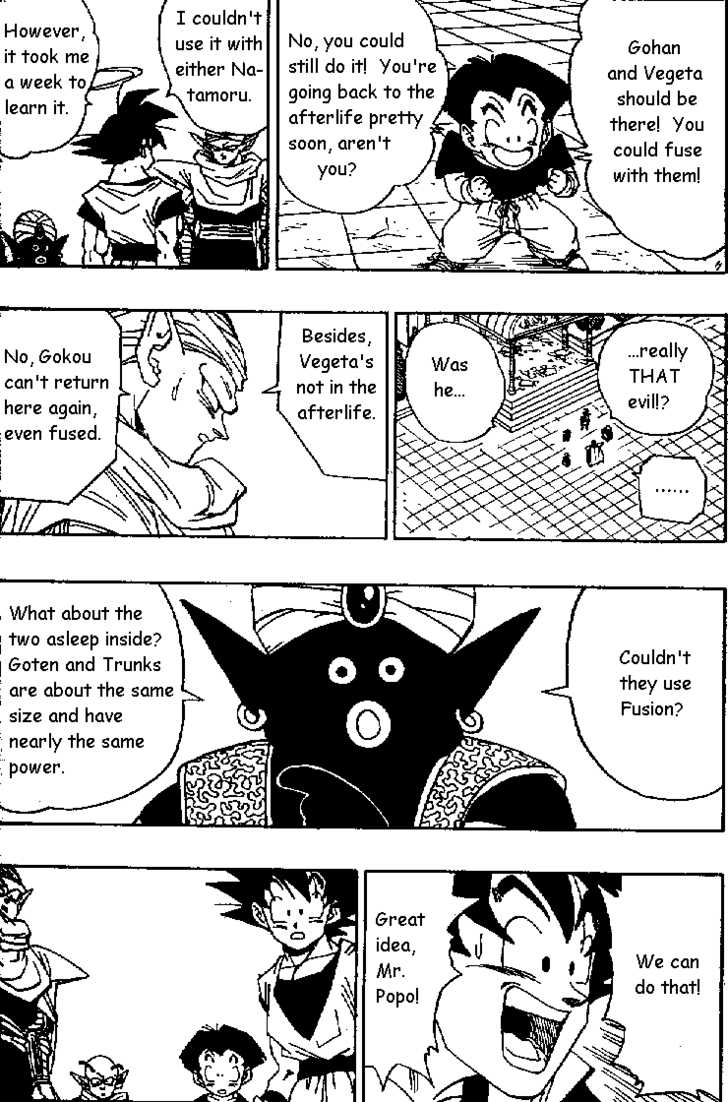 Gohan
and Vegeta
should be
there! You
could fuse
with them!
No, you could
still do it! You're
going back to the
afterlife pretty
soon, aren't
you?
I couldn't
use it with
either Na-
tamoru.
However,
it took me
a week to
learn it.
...really
THAT
evil!?
Was
he...
......
Besides,
Vegeta's
not in the
afterlife.
No, Gokou
can't return
here again,
even fused.
Couldn't
they use
Fusion?
What about the
two asleep inside?
Goten and Trunks
are about the same
size and have
nearly the same
power.
We can
do that!
Great
idea,
Mr.
Popo!